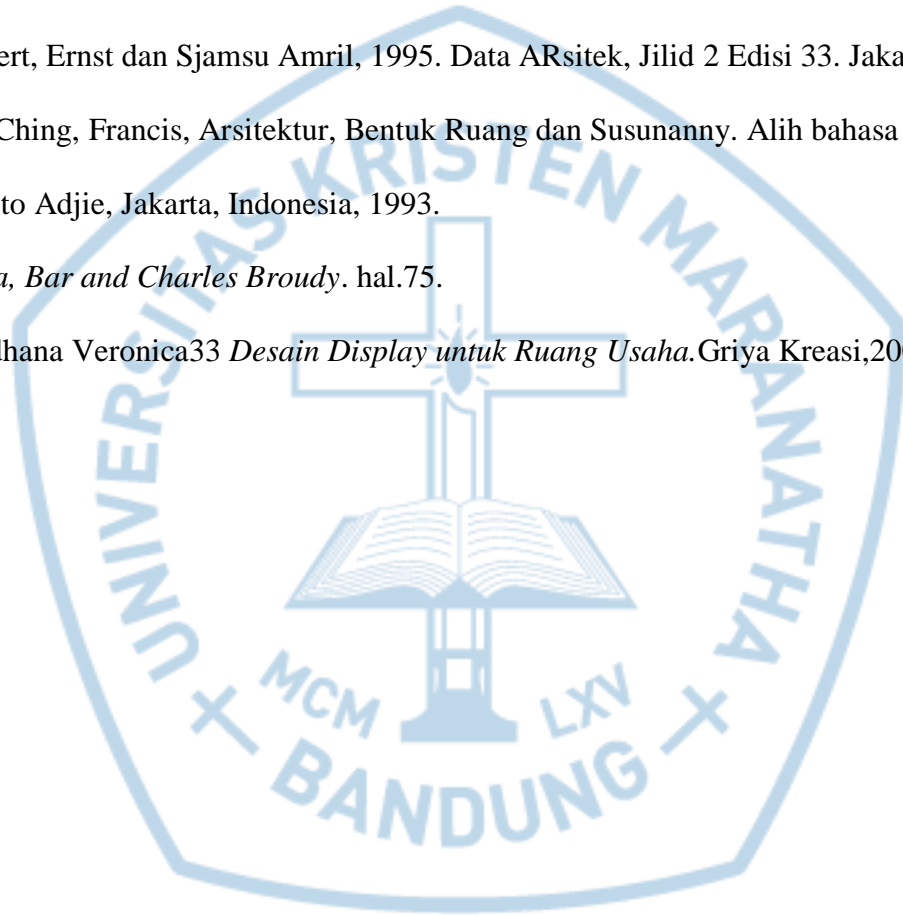 ert, Ernst dan Sjamsu Amril, 1995. Data ARsitek, Jilid 2 Edisi 33. Jaka
Ching, Francis, Arsitektur, Bentuk Ruang dan Susunanny. Alih bahasa
to Adjie, Jakarta, Indonesia, 1993.
a, Bar and Charles Broudy. hal.75.
dhana Veronica33 Desain Display untuk Ruang Usaha.Griya Kreasi,200
UNIVERSITAS KRISTEN MARANATHA
MCM LXV
BANDUNG